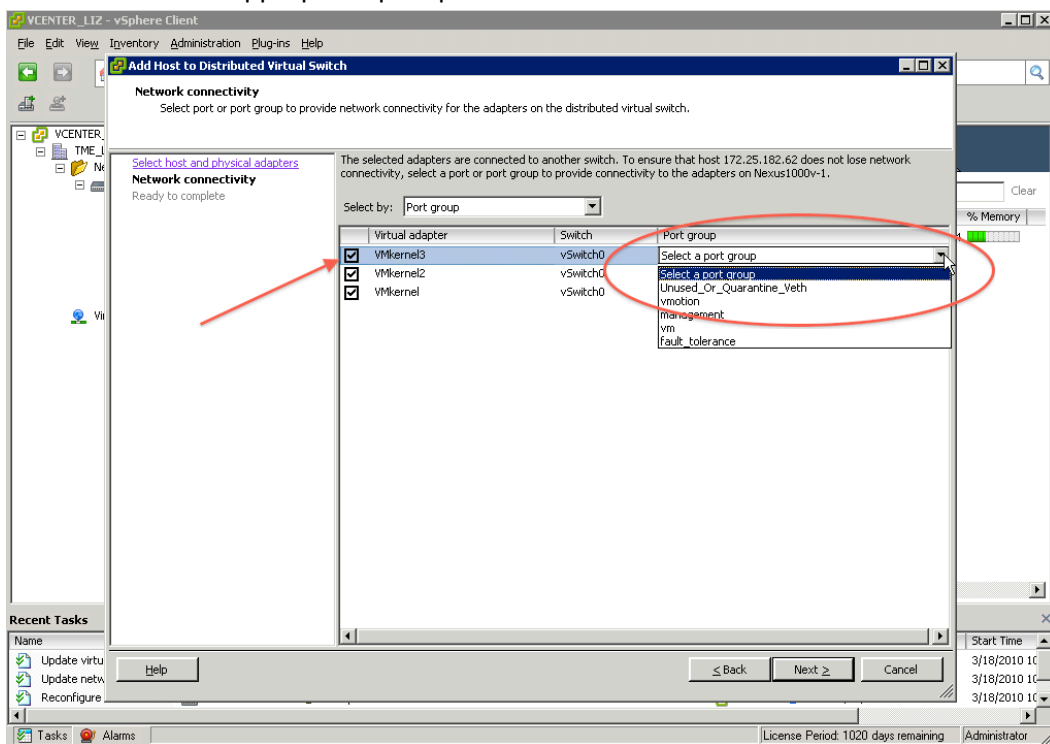 VCENTER_LIZ - vSphere Client
File Edit View Inventory Administration Plug-ins Help
Add Host to Distributed Virtual Switch
Network connectivity
Select port or port group to provide network connectivity for the adapters on the distributed virtual switch.
VCENTER_
TME_L
Ne
Vi
Select host and physical adapters
Network connectivity
Ready to complete
The selected adapters are connected to another switch. To ensure that host 172.25.182.62 does not lose network
connectivity, select a port or port group to provide connectivity to the adapters on Nexus1000v-1.
Select by: Port group
Virtual adapter Switch Port group
VMkernel3 vSwitch0 Select a port group
VMkernel2 vSwitch0
VMkernel vSwitch0
Select a port group
Unused_Or_Quarantine_Veth
vmotion
management
vm
fault_tolerance
Clear
% Memory
Help < Back Next > Cancel
Recent Tasks
Name Start Time
Update virtu 3/18/2010 10
Update netw 3/18/2010 10
Reconfigure 3/18/2010 10
Tasks Alarms License Period: 1020 days remaining Administrator